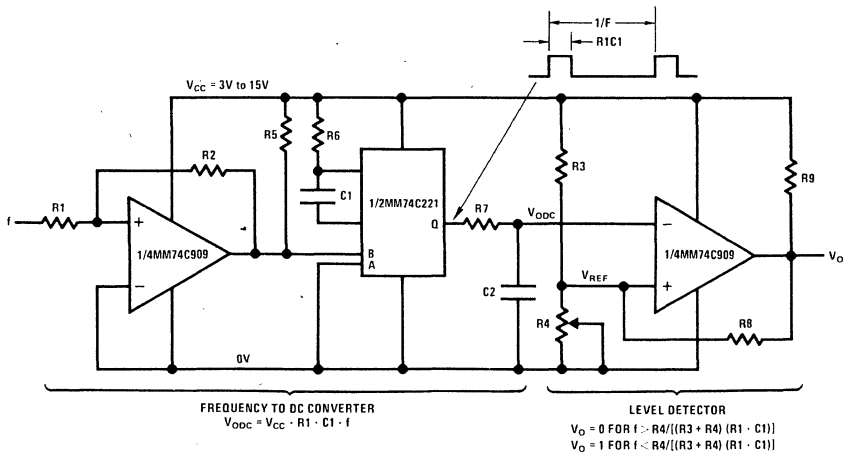 1/F
R1C1
V_CC = 3V to 15V
R5
R6
R2
C1
R3
R9
1/2MM74C221
R1
f
+
1/4MM74C909
−
Q
R7
V_ODC
−
1/4MM74C909
V_O
B
A
C2
V_REF
+
R4
R8
0V
FREQUENCY TO DC CONVERTER
V_ODC = V_CC · R1 · C1 · f
LEVEL DETECTOR
V_O = 0 FOR f > R4/[(R3 + R4) (R1 · C1)]
V_O = 1 FOR f < R4/[(R3 + R4) (R1 · C1)]